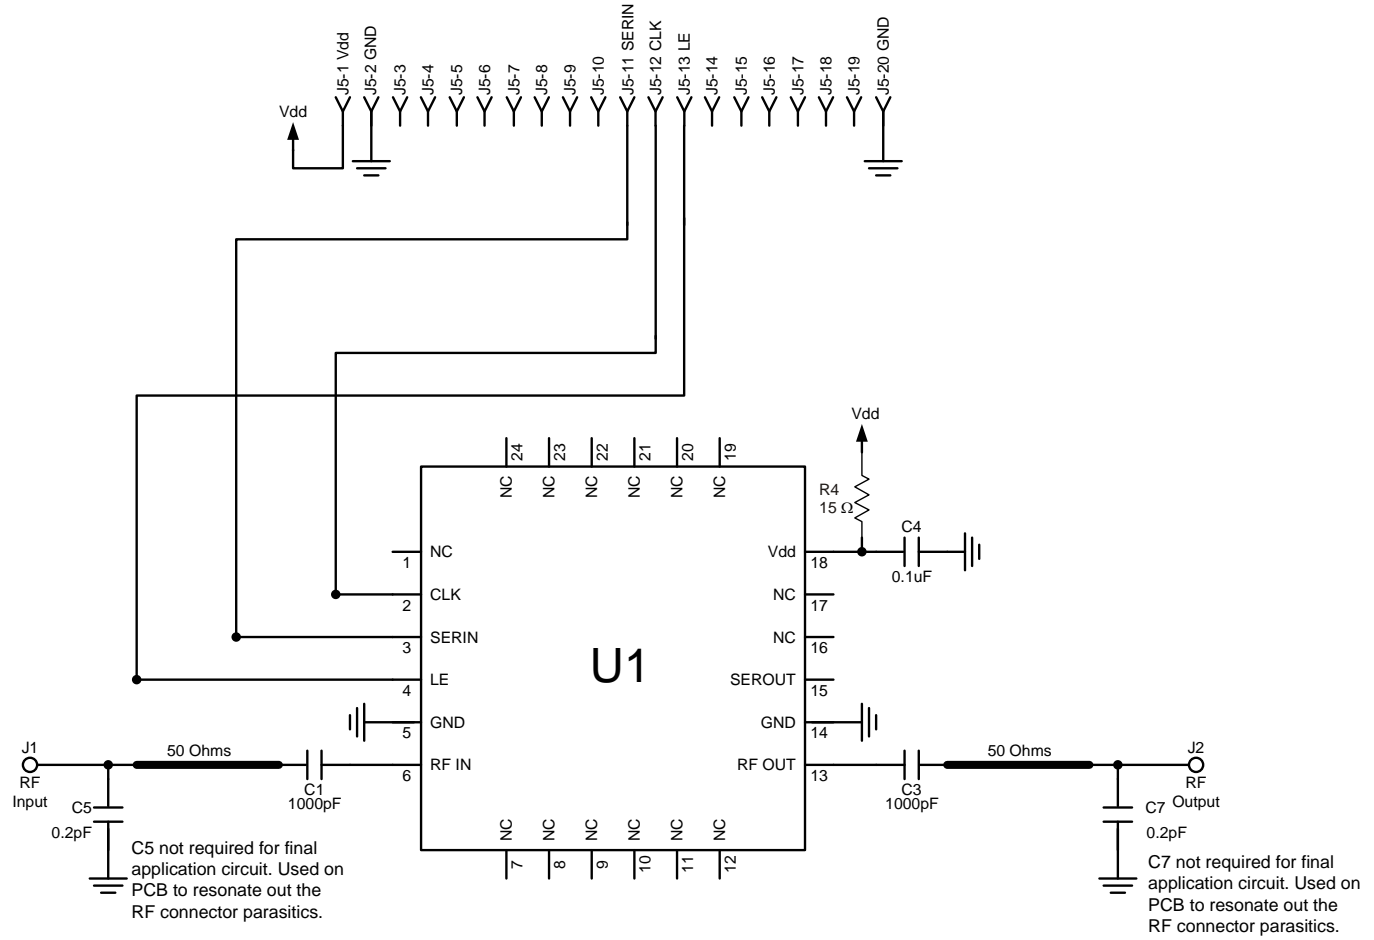 J5-1 Vdd
J5-2 GND
J5-3
J5-4
J5-5
J5-6
J5-7
J5-8
J5-9
J5-10
J5-11 SERIN
J5-12 CLK
J5-13 LE
J5-14
J5-15
J5-16
J5-17
J5-18
J5-19
J5-20 GND
Vdd
Vdd
24
23
22
21
20
19
NC
NC
NC
NC
NC
NC
R4
15 Ω
C4
0.1uF
NC
1
CLK
2
SERIN
3
LE
4
GND
5
RF IN
6
U1
Vdd
18
NC
17
NC
16
SEROUT
15
GND
14
RF OUT
13
NC
NC
NC
NC
NC
NC
7
8
9
10
11
12
J1
RF
Input
50 Ohms
C1
1000pF
C5
0.2pF
C5 not required for final
application circuit. Used on
PCB to resonate out the
RF connector parasitics.
C3
1000pF
50 Ohms
J2
RF
Output
C7
0.2pF
C7 not required for final
application circuit. Used on
PCB to resonate out the
RF connector parasitics.